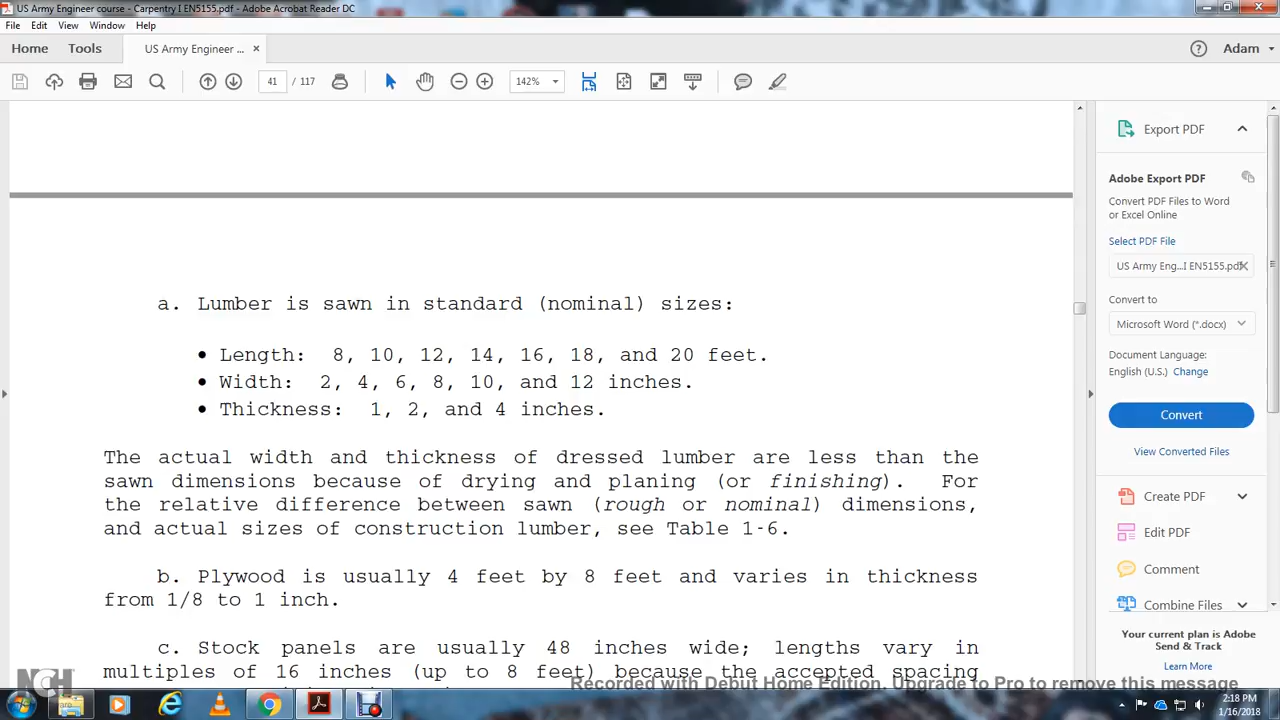 US Army Engineer course - Carpentry I EN5155.pdf - Adobe Acrobat Reader DC
File Edit View Window Help
Home Tools US Army Engineer ... × Adam
41 / 117 142%
a. Lumber is sawn in standard (nominal) sizes:
• Length: 8, 10, 12, 14, 16, 18, and 20 feet.
• Width: 2, 4, 6, 8, 10, and 12 inches.
• Thickness: 1, 2, and 4 inches.
The actual width and thickness of dressed lumber are less than the
sawn dimensions because of drying and planing (or finishing). For
the relative difference between sawn (rough or nominal) dimensions,
and actual sizes of construction lumber, see Table 1-6.
b. Plywood is usually 4 feet by 8 feet and varies in thickness
from 1/8 to 1 inch.
c. Stock panels are usually 48 inches wide; lengths vary in
multiples of 16 inches (up to 8 feet) because the accepted spacing
Export PDF
Adobe Export PDF
Convert PDF Files to Word
or Excel Online
Select PDF File
US Army Eng...I EN5155.pdf
Convert to
Microsoft Word (*.docx)
Document Language:
English (U.S.) Change
Convert
View Converted Files
Create PDF
Edit PDF
Comment
Combine Files
Your current plan is Adobe
Send & Track
Learn More
NCH
Recorded with Debut Home Edition. Upgrade to Pro to remove this message
2:18 PM
1/16/2018